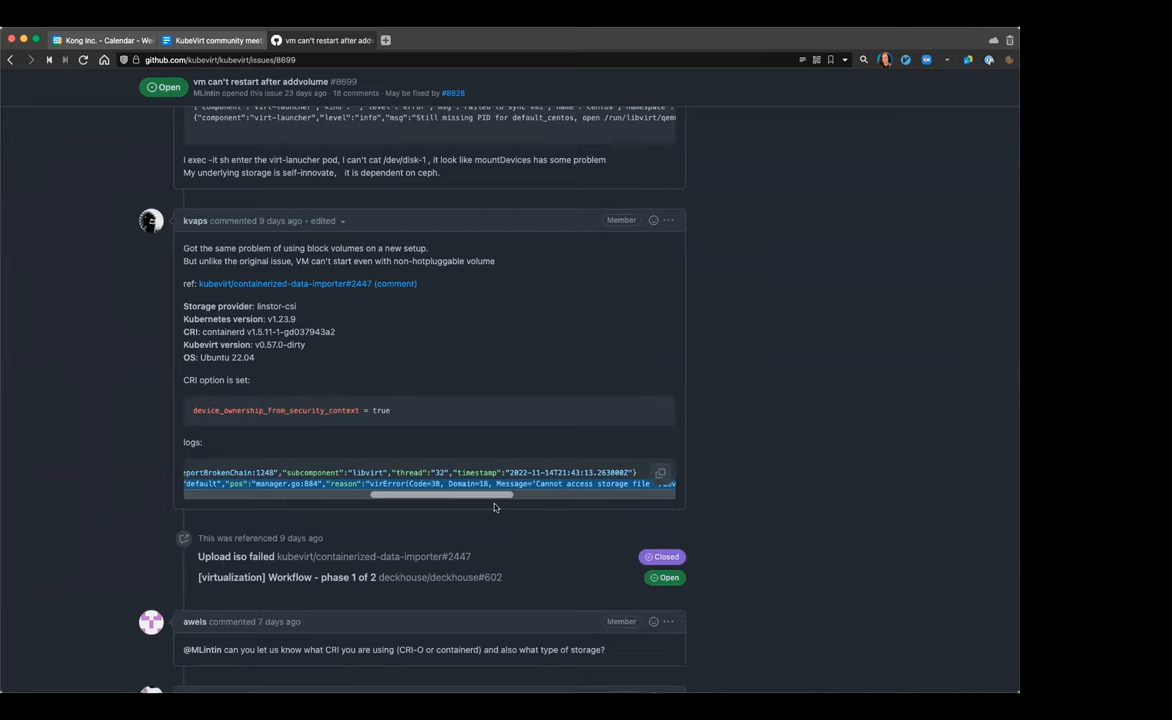 Kong Inc. - Calendar - We
KubeVirt community mee
vm can't restart after add
github.com/kubevirt/kubevirt/issues/8699
Open
vm can't restart after addvolume #8699
MLintin opened this issue 23 days ago · 18 comments · May be fixed by #8828
{"component":"virt-launcher","level":"info","msg":"Still missing PID for default_centos, open /run/libvirt/qem
I exec -it sh enter the virt-lanucher pod, I can't cat /dev/disk-1 , it look like mountDevices has some problem
My underlying storage is self-innovate, it is dependent on ceph.
kvaps commented 9 days ago · edited
Member
Got the same problem of using block volumes on a new setup.
But unlike the original issue, VM can't start even with non-hotpluggable volume
ref: kubevirt/containerized-data-importer#2447 (comment)
Storage provider: linstor-csi
Kubernetes version: v1.23.9
CRI: containerd v1.5.11-1-gd037943a2
Kubevirt version: v0.57.0-dirty
OS: Ubuntu 22.04
CRI option is set:
device_ownership_from_security_context = true
logs:
eportBrokenChain:1248","subcomponent":"libvirt","thread":"32","timestamp":"2022-11-14T21:43:13.263000Z"}
"default","pos":"manager.go:884","reason":"virError(Code=38, Domain=18, Message='Cannot access storage file
This was referenced 9 days ago
Upload iso failed kubevirt/containerized-data-importer#2447
Closed
[virtualization] Workflow - phase 1 of 2 deckhouse/deckhouse#602
Open
awels commented 7 days ago
Member
@MLintin can you let us know what CRI you are using (CRI-O or containerd) and also what type of storage?